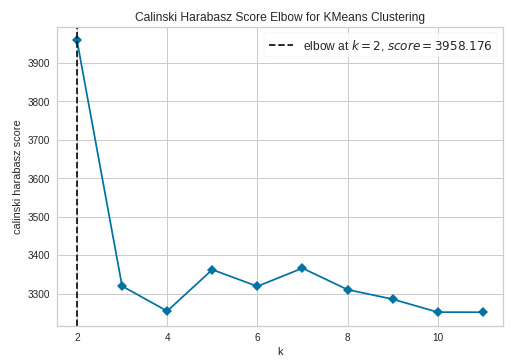 Calinski Harabasz Score Elbow for KMeans Clustering
elbow at k = 2, score = 3958.176
calinski harabasz score
3900
3800
3700
3600
3500
3400
3300
2 4 6 8 10
k